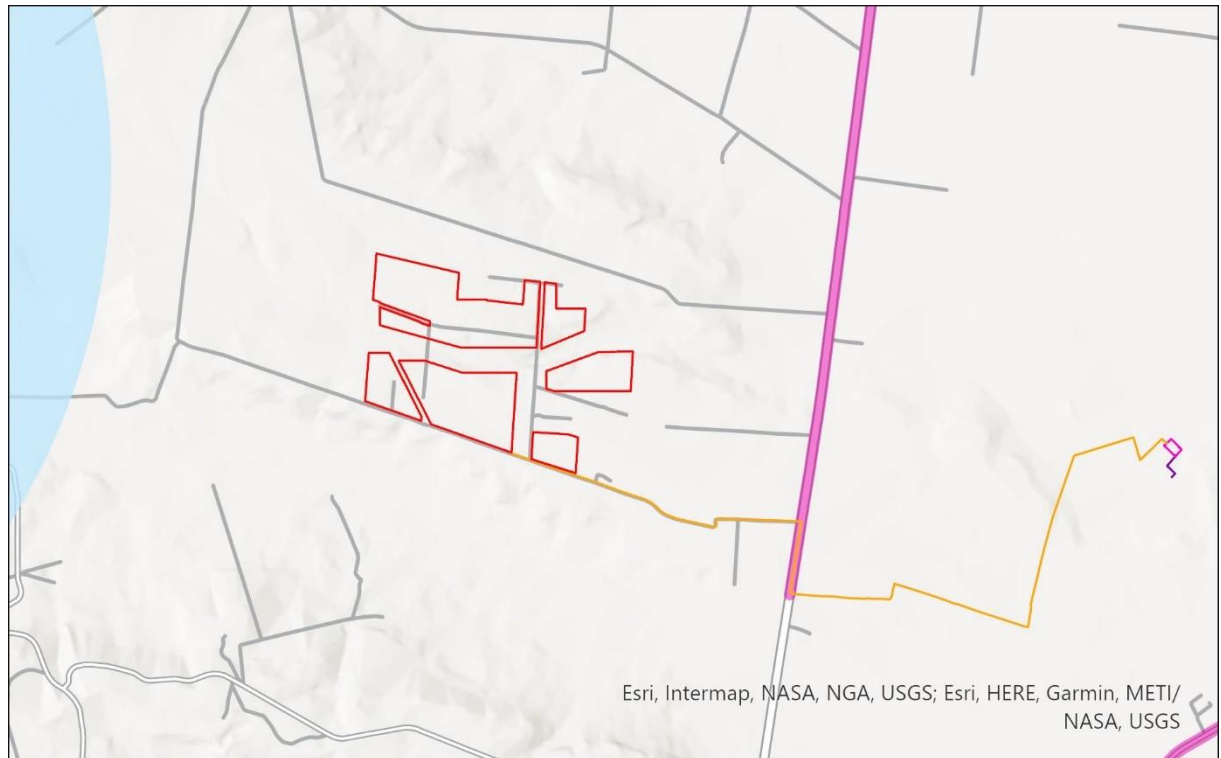 Esri, Intermap, NASA, NGA, USGS; Esri, HERE, Garmin, METI/
NASA, USGS